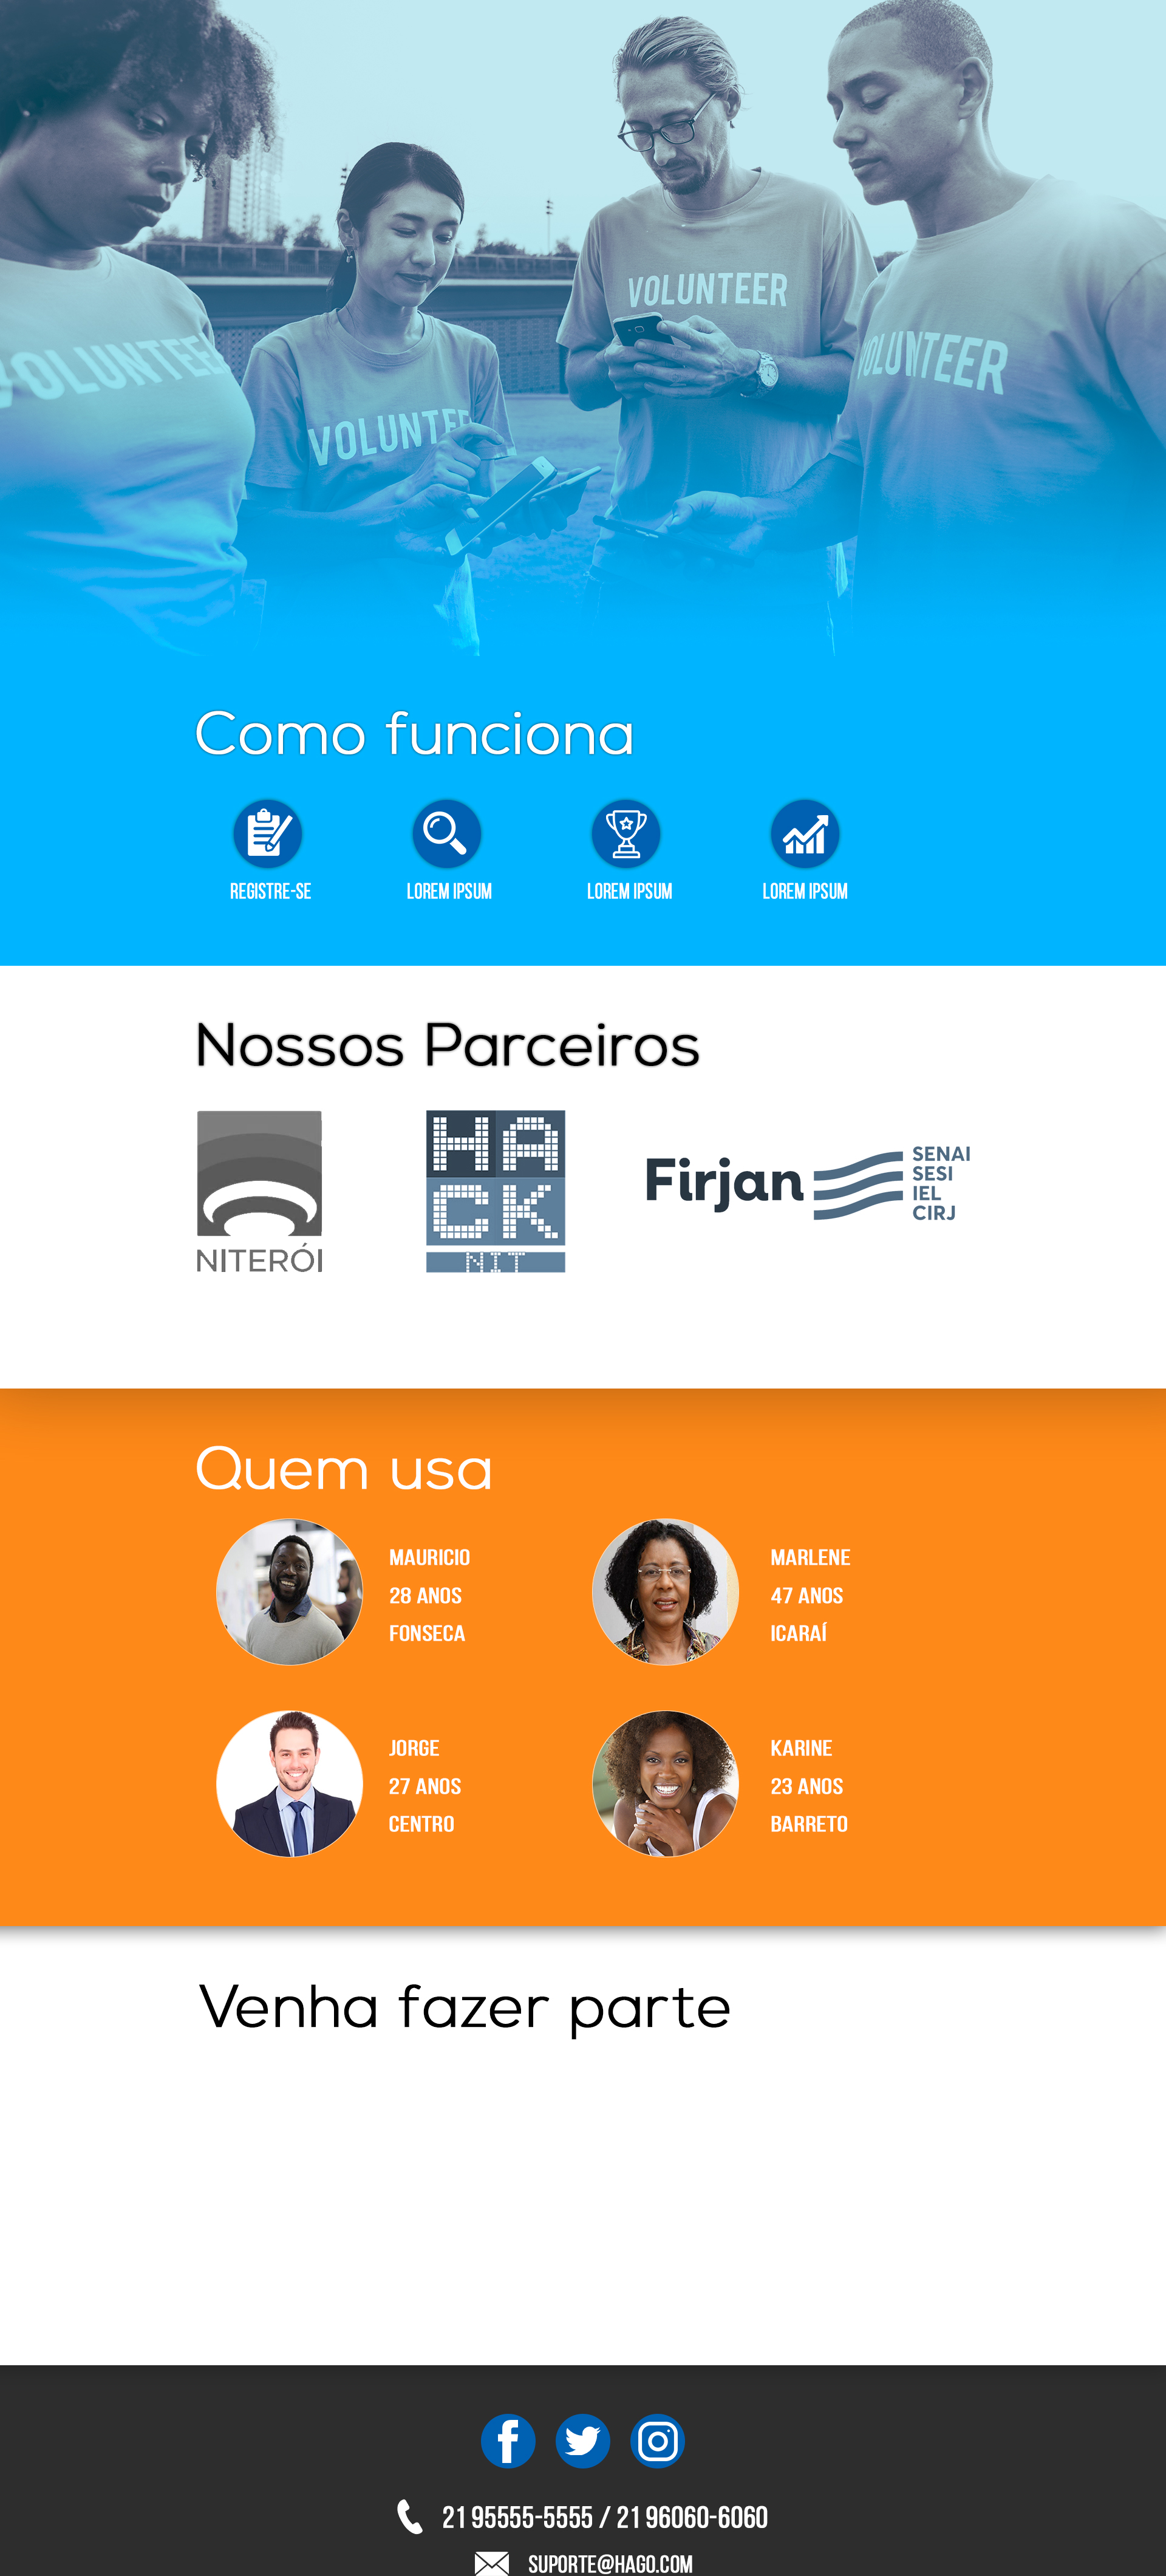 VOLUNTEER
VOLUNTEER
VOLUNTEER
VOLUNTEER
Como funciona
REGISTRE-SE
LOREM IPSUM
LOREM IPSUM
LOREM IPSUM
Nossos Parceiros
NITERÓI
HA
CK
NIT
Firjan
SENAI
SESI
IEL
CIRJ
Quem usa
MAURICIO
28 ANOS
FONSECA
MARLENE
47 ANOS
ICARAÍ
JORGE
27 ANOS
CENTRO
KARINE
23 ANOS
BARRETO
Venha fazer parte
21 95555-5555 / 21 96060-6060
SUPORTE@HAGO.COM